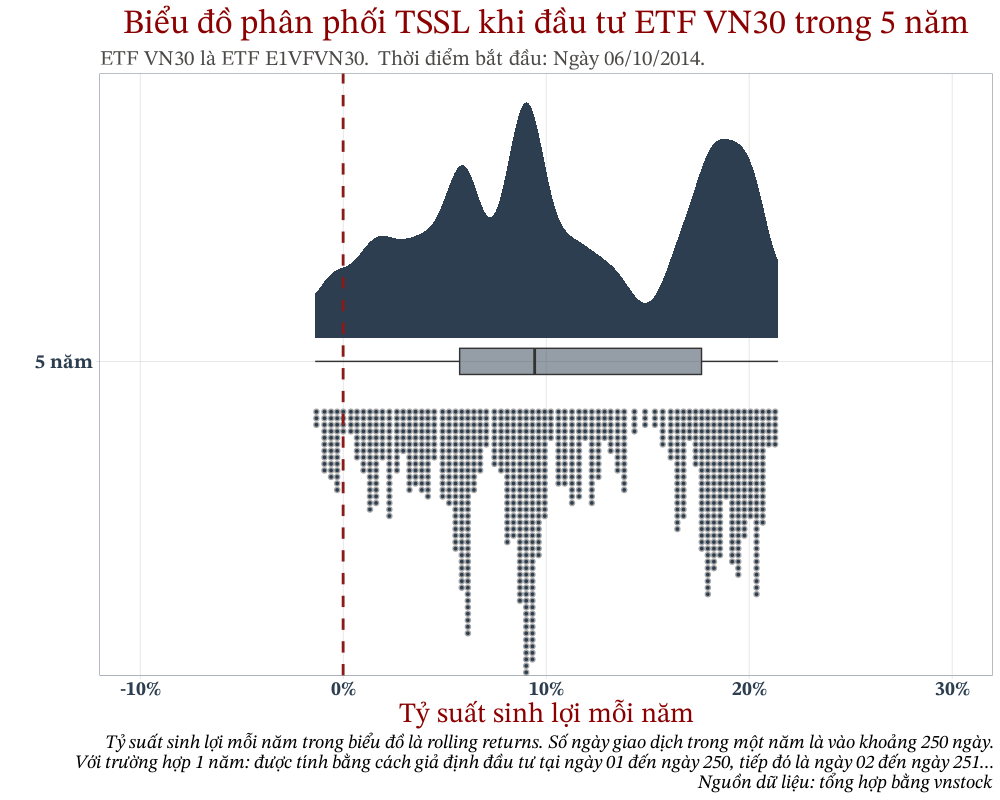 Biểu đồ phân phối TSSL khi đầu tư ETF VN30 trong 5 năm
ETF VN30 là ETF E1VFVN30. Thời điểm bắt đầu: Ngày 06/10/2014.
5 năm
-10% 0% 10% 20% 30%
Tỷ suất sinh lợi mỗi năm
Tỷ suất sinh lợi mỗi năm trong biểu đồ là rolling returns. Số ngày giao dịch trong một năm là vào khoảng 250 ngày.
Với trường hợp 1 năm: được tính bằng cách giả định đầu tư tại ngày 01 đến ngày 250, tiếp đó là ngày 02 đến ngày 251...
Nguồn dữ liệu: tổng hợp bằng vnstock